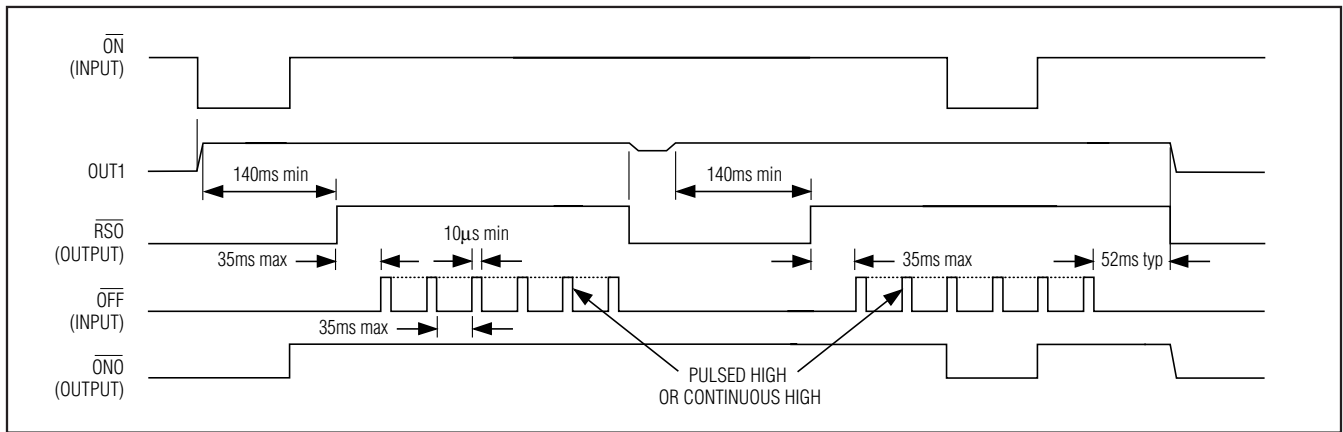 ON
(INPUT)
OUT1
140ms min
140ms min
RSO
(OUTPUT)
10µs min
35ms max
35ms max
52ms typ
OFF
(INPUT)
35ms max
ONO
(OUTPUT)
PULSED HIGH
OR CONTINUOUS HIGH